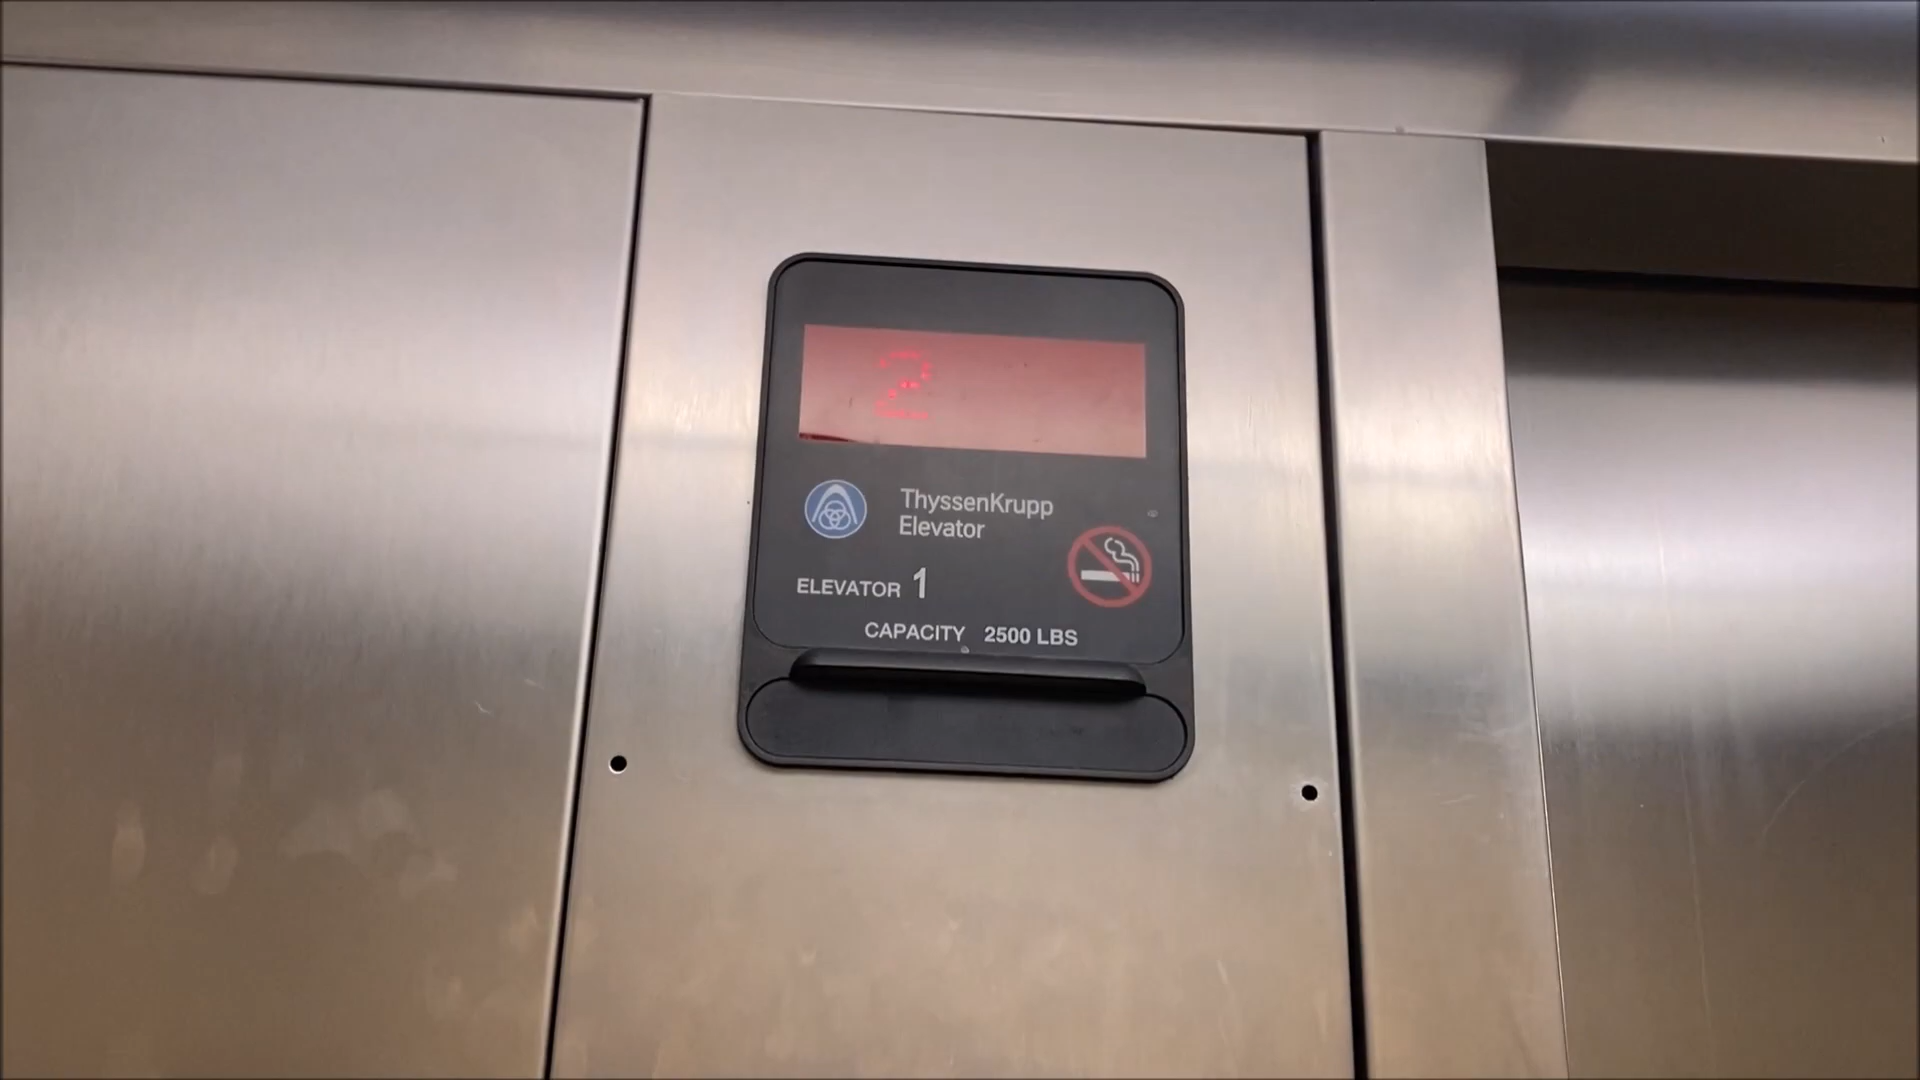 2
ThyssenKrupp
Elevator
ELEVATOR 1
CAPACITY 2500 LBS